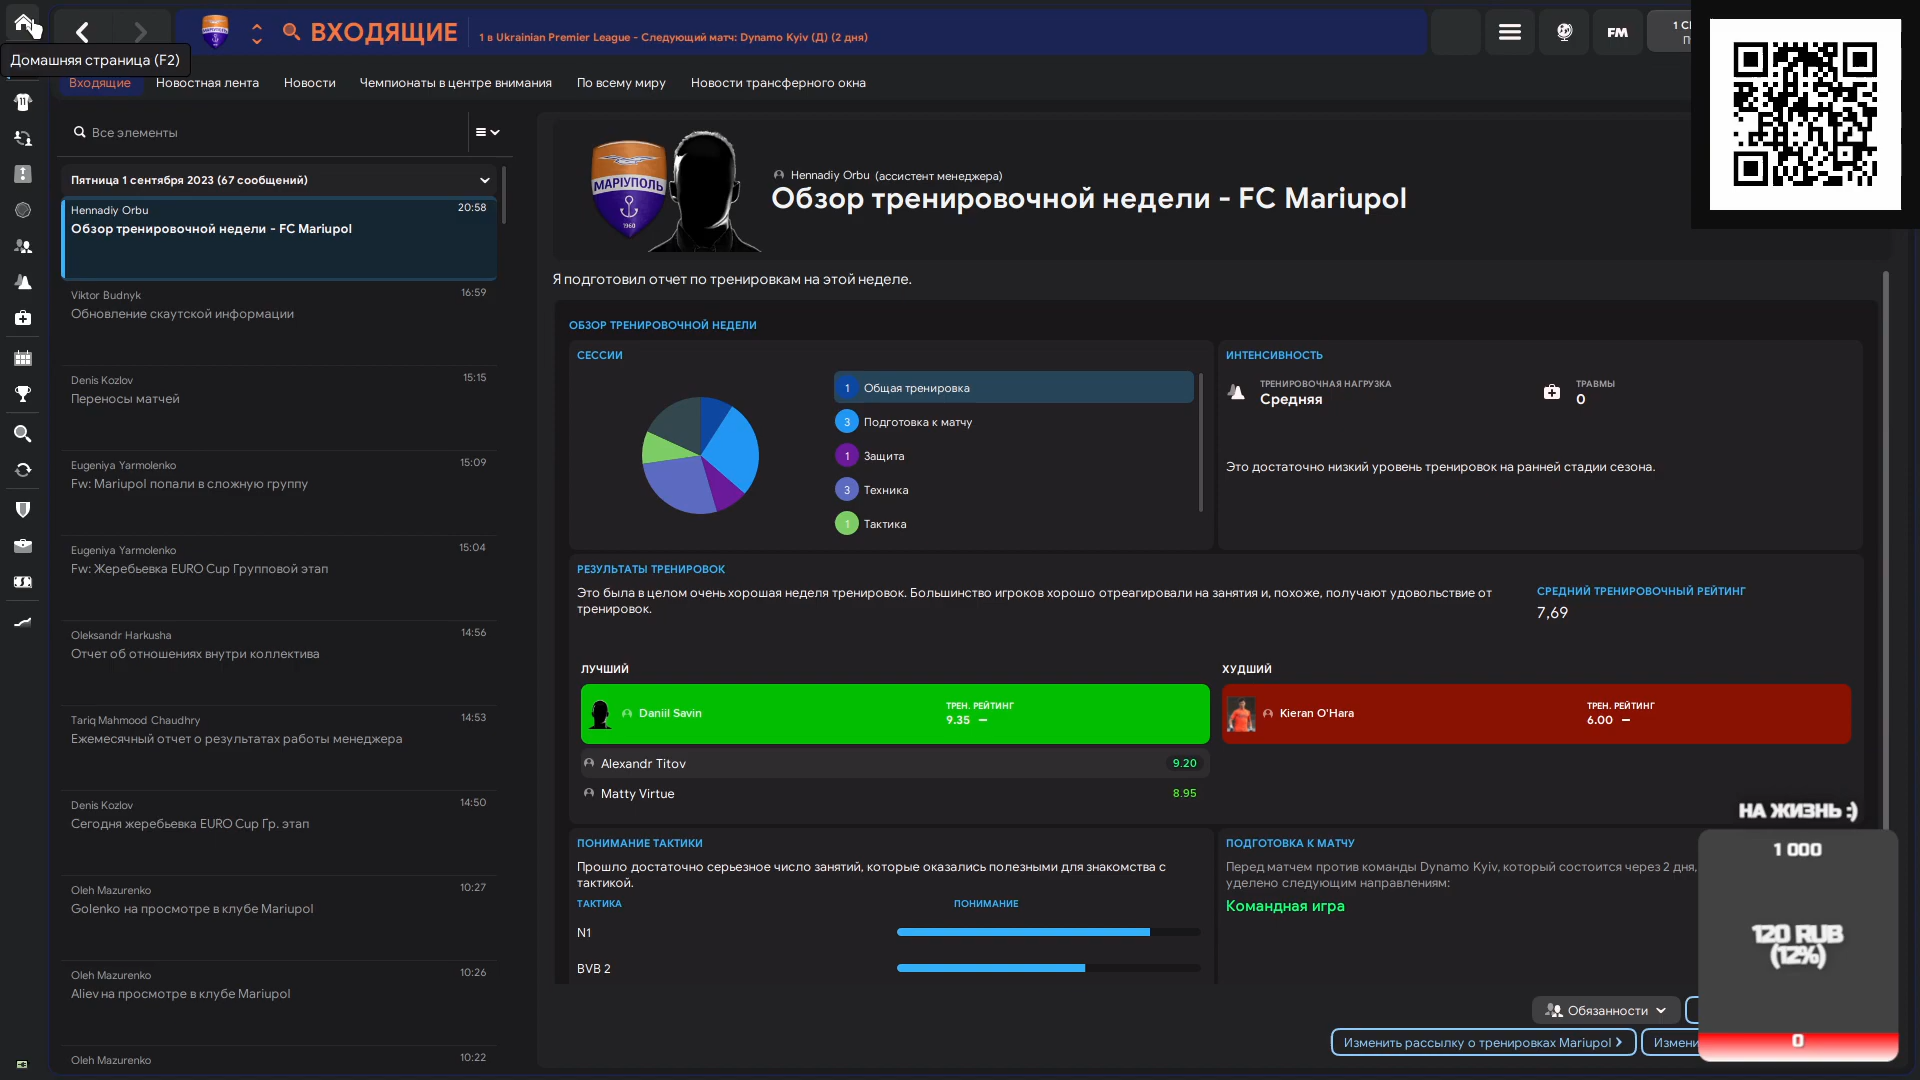 ВХОДЯЩИЕ
1 в Ukrainian Premier League - Следующий матч: Dynamo Kyiv (Д) (2 дня)
FM
Домашняя страница (F2)
Входящие
Новостная лента
Новости
Чемпионаты в центре внимания
По всему миру
Новости трансферного окна
Все элементы
Пятница 1 сентября 2023 (67 сообщений)
Hennadiy Orbu
20:58
Обзор тренировочной недели - FC Mariupol
Viktor Budnyk
16:59
Обновление скаутской информации
Denis Kozlov
15:15
Переносы матчей
Eugeniya Yarmolenko
15:09
Fw: Mariupol попали в сложную группу
Eugeniya Yarmolenko
15:04
Fw: Жеребьевка EURO Cup Групповой этап
Oleksandr Harkusha
14:56
Отчет об отношениях внутри коллектива
Tariq Mahmood Chaudhry
14:53
Ежемесячный отчет о результатах работы менеджера
Denis Kozlov
14:50
Сегодня жеребьевка EURO Cup Гр. этап
Oleh Mazurenko
10:27
Golenko на просмотре в клубе Mariupol
Oleh Mazurenko
10:26
Aliev на просмотре в клубе Mariupol
Oleh Mazurenko
10:22
МАРІУПОЛЬ
1960
Hennadiy Orbu (ассистент менеджера)
Обзор тренировочной недели - FC Mariupol
Я подготовил отчет по тренировкам на этой неделе.
ОБЗОР ТРЕНИРОВОЧНОЙ НЕДЕЛИ
СЕССИИ
1 Общая тренировка
3 Подготовка к матчу
1 Защита
3 Техника
1 Тактика
ИНТЕНСИВНОСТЬ
ТРЕНИРОВОЧНАЯ НАГРУЗКА
Средняя
ТРАВМЫ
0
Это достаточно низкий уровень тренировок на ранней стадии сезона.
РЕЗУЛЬТАТЫ ТРЕНИРОВОК
Это была в целом очень хорошая неделя тренировок. Большинство игроков хорошо отреагировали на занятия и, похоже, получают удовольствие от
тренировок.
СРЕДНИЙ ТРЕНИРОВОЧНЫЙ РЕЙТИНГ
7,69
ЛУЧШИЙ
Daniil Savin
ТРЕН. РЕЙТИНГ
9.35 –
Alexandr Titov
9.20
Matty Virtue
8.95
ХУДШИЙ
Kieran O'Hara
ТРЕН. РЕЙТИНГ
6.00 –
ПОНИМАНИЕ ТАКТИКИ
Прошло достаточно серьезное число занятий, которые оказались полезными для знакомства с
тактикой.
ТАКТИКА
ПОНИМАНИЕ
N1
BVB 2
ПОДГОТОВКА К МАТЧУ
Перед матчем против команды Dynamo Kyiv, который состоится через 2 дня,
уделено следующим направлениям:
Командная игра
Обязанности
Изменить рассылку о тренировках Mariupol
НА ЖИЗНЬ :)
1 000
120 RUB
(12%)
0